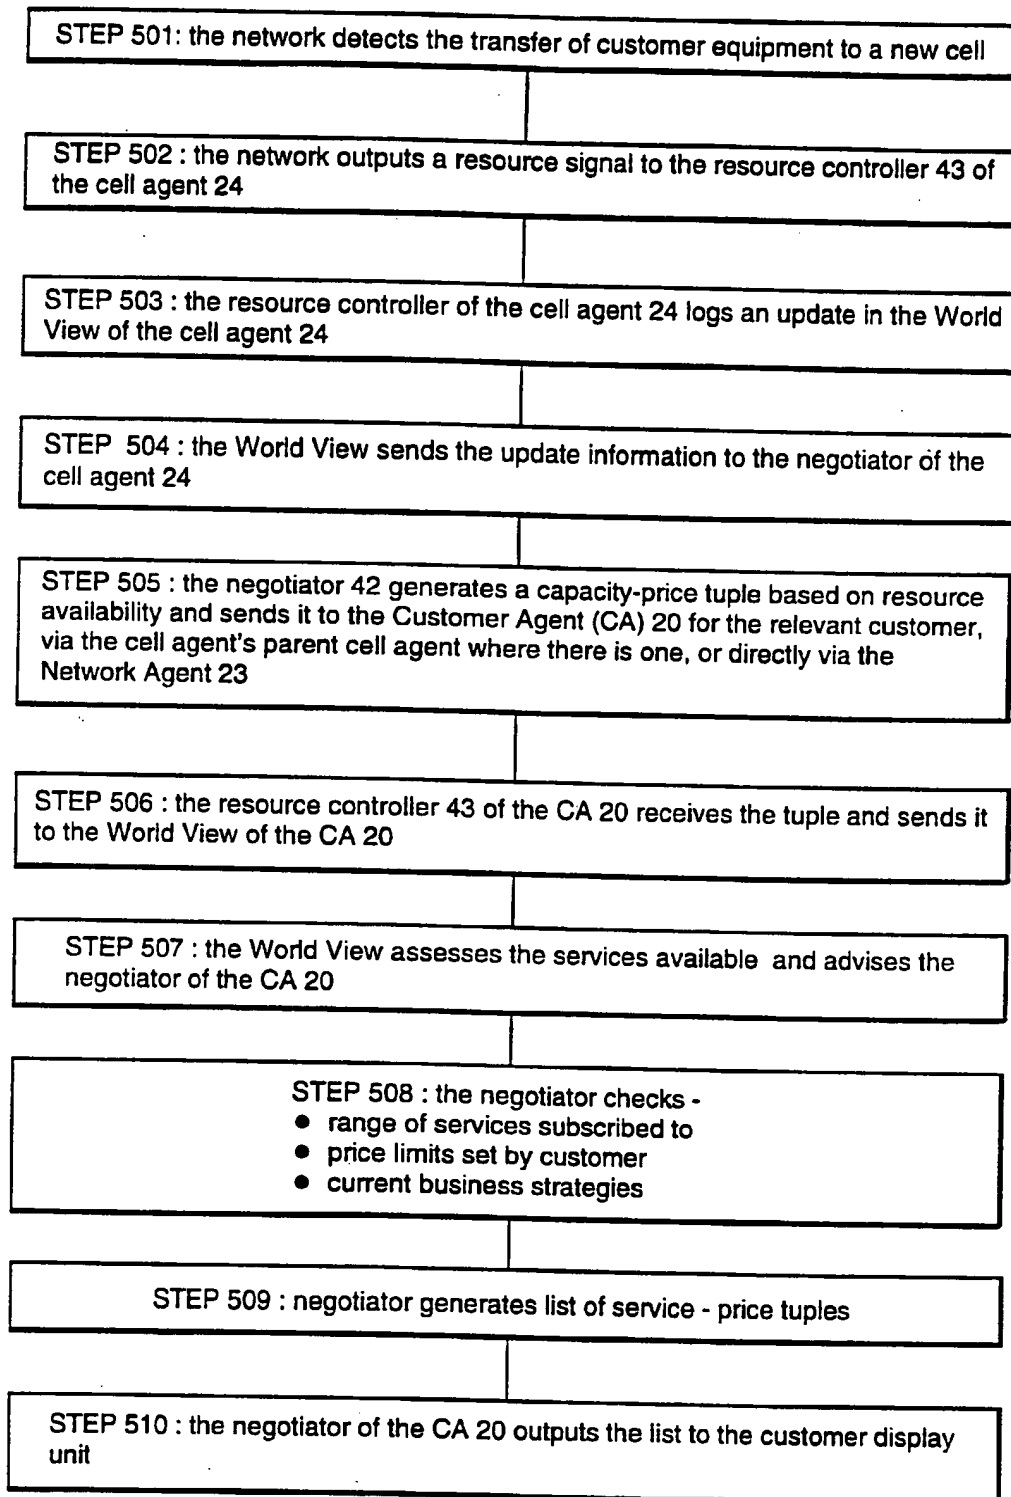 STEP 501: the network detects the transfer of customer equipment to a new cell
STEP 502 : the network outputs a resource signal to the resource controller 43 of
the cell agent 24
STEP 503 : the resource controller of the cell agent 24 logs an update in the World
View of the cell agent 24
STEP 504 : the World View sends the update information to the negotiator of the
cell agent 24
STEP 505 : the negotiator 42 generates a capacity-price tuple based on resource
availability and sends it to the Customer Agent (CA) 20 for the relevant customer,
via the cell agent's parent cell agent where there is one, or directly via the
Network Agent 23
STEP 506 : the resource controller 43 of the CA 20 receives the tuple and sends it
to the World View of the CA 20
STEP 507 : the World View assesses the services available and advises the
negotiator of the CA 20
STEP 508 : the negotiator checks -
● range of services subscribed to
● price limits set by customer
● current business strategies
STEP 509 : negotiator generates list of service - price tuples
STEP 510 : the negotiator of the CA 20 outputs the list to the customer display
unit